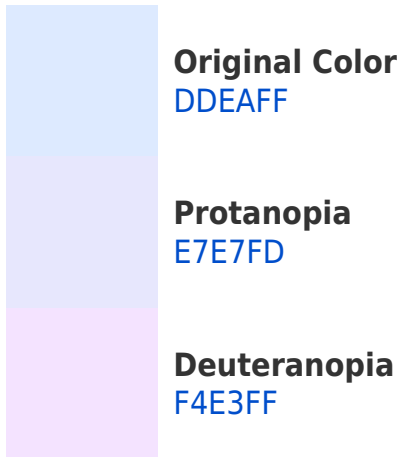 Original Color
DDEAFF
Protanopia
E7E7FD
Deuteranopia
F4E3FF